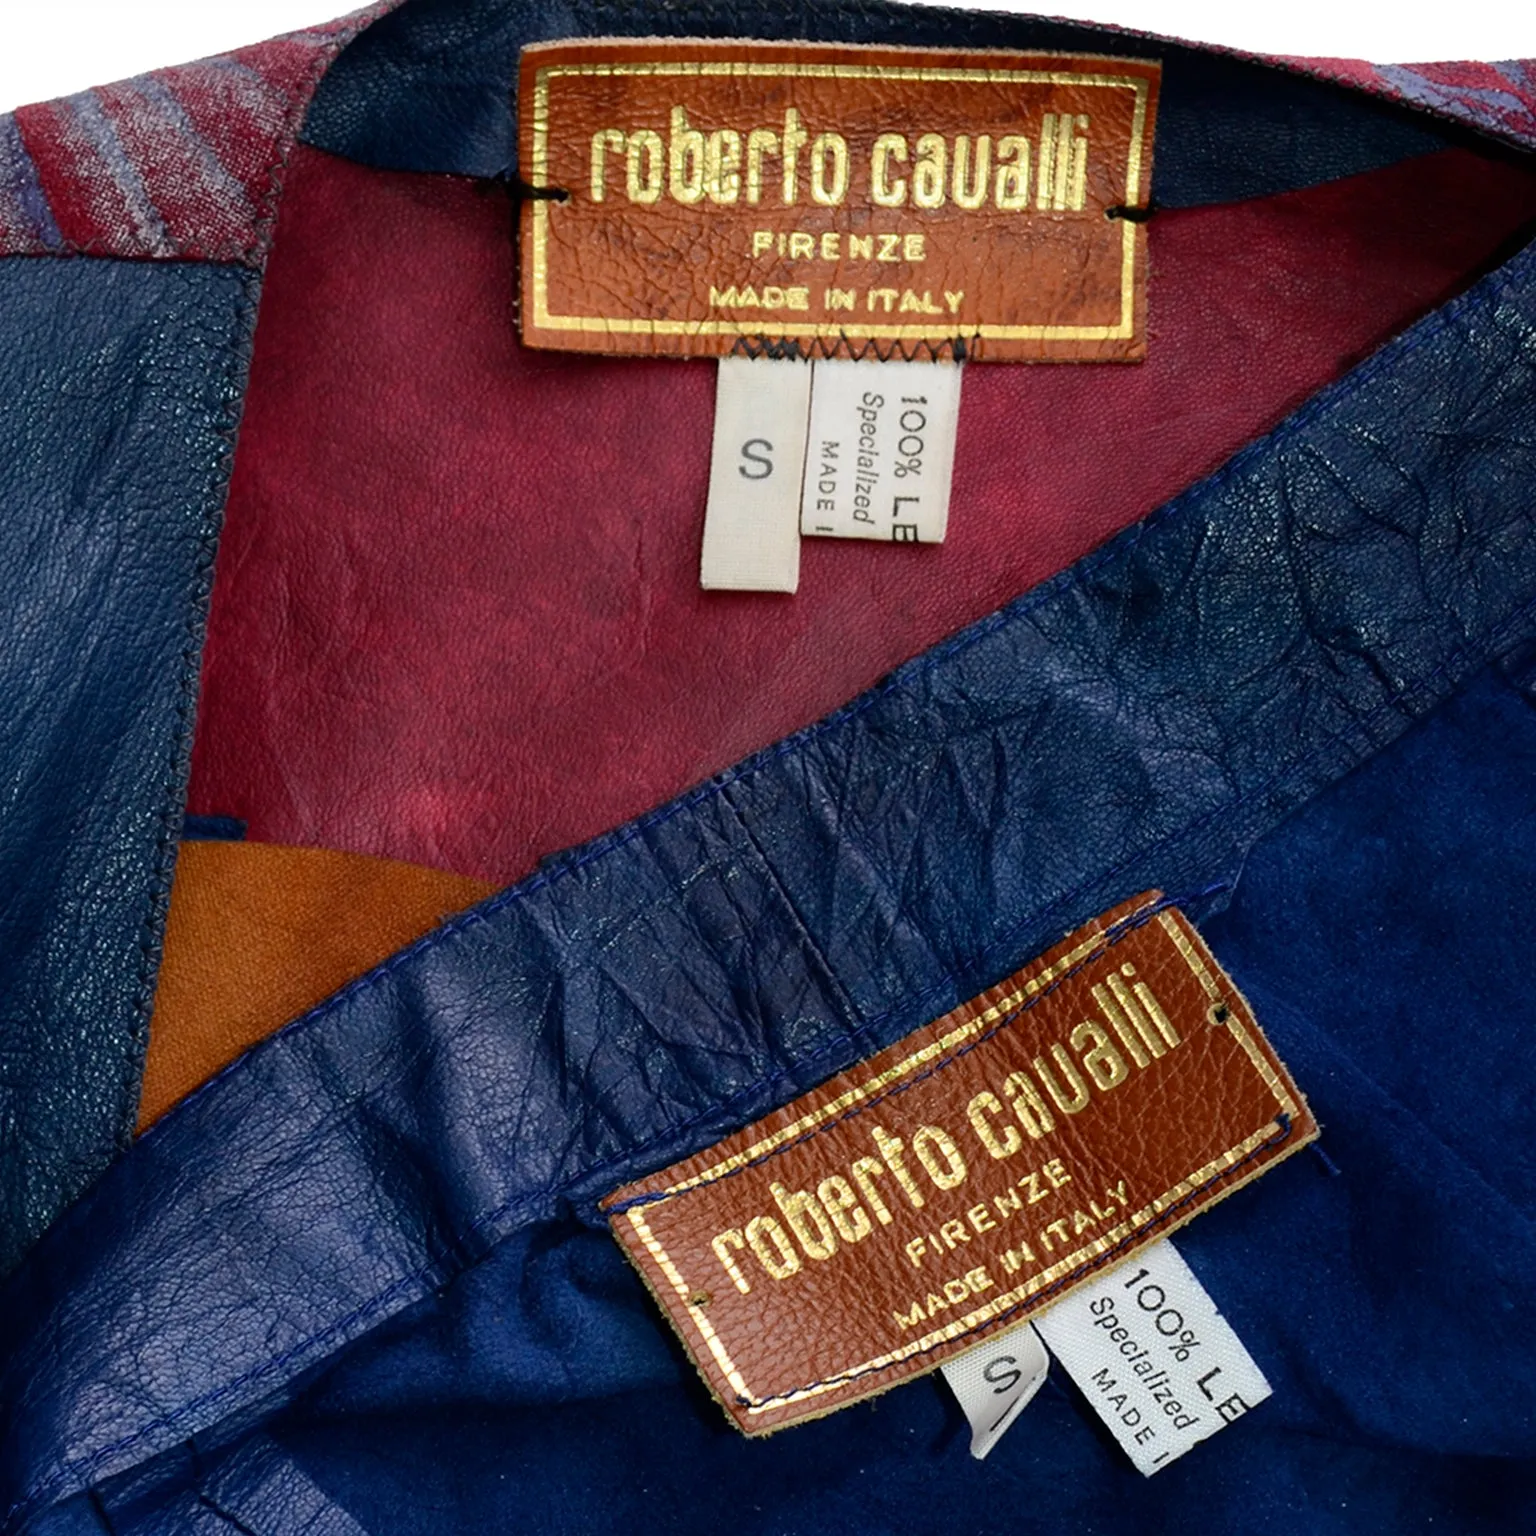 roberto cavalli
FIRENZE
MADE IN ITALY
S
100% LE
Specialized
MADE I
roberto cavalli
FIRENZE
MADE IN ITALY
S
100% LE
Specialized
MADE I